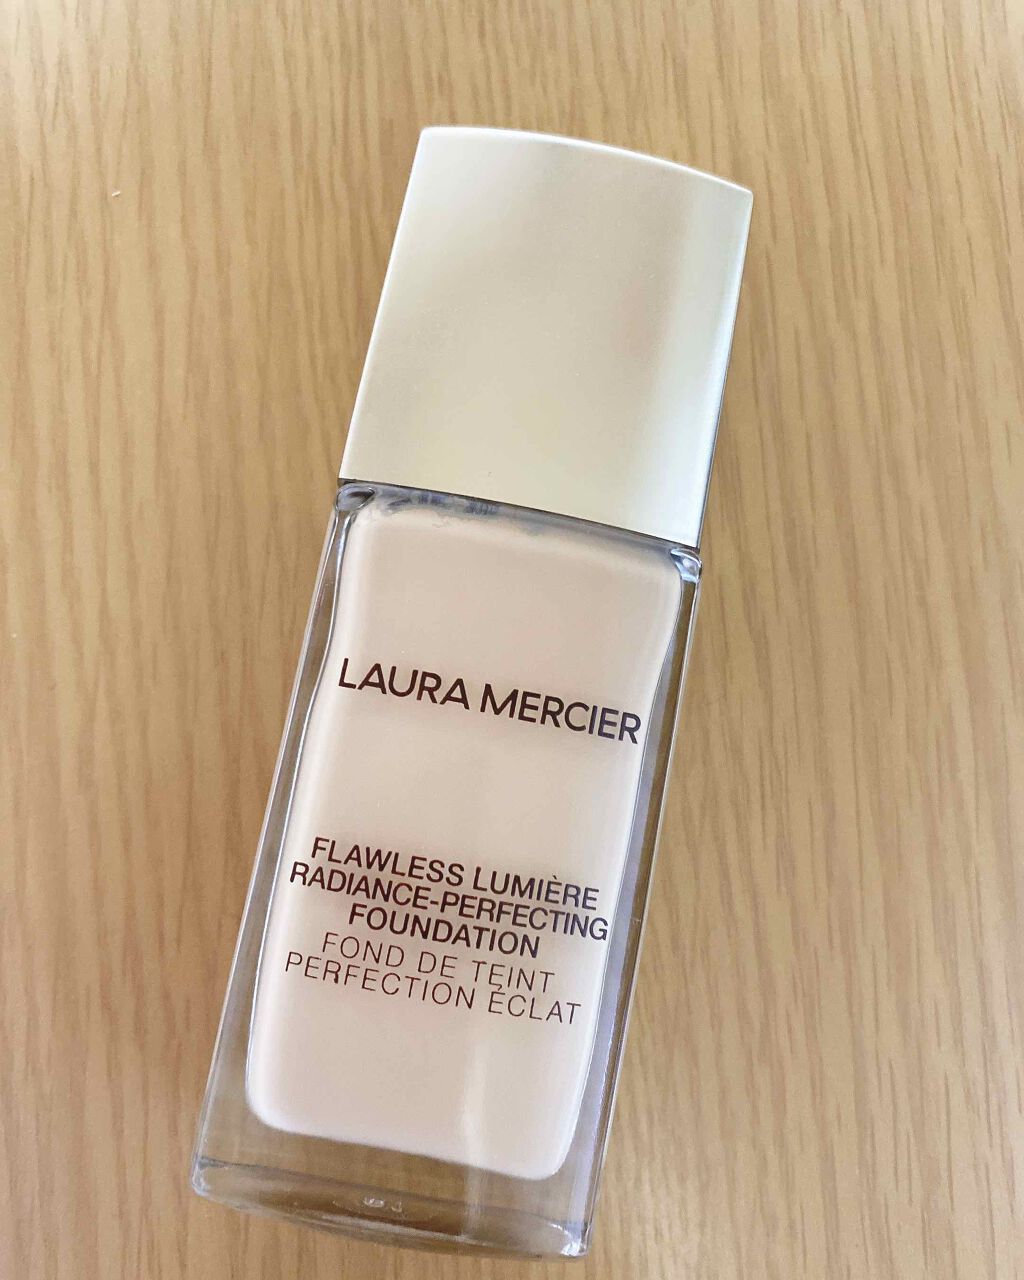 LAURA MERCIER
FLAWLESS LUMIÈRE
RADIANCE-PERFECTING
FOUNDATION
FOND DE TEINT
PERFECTION ÉCLAT